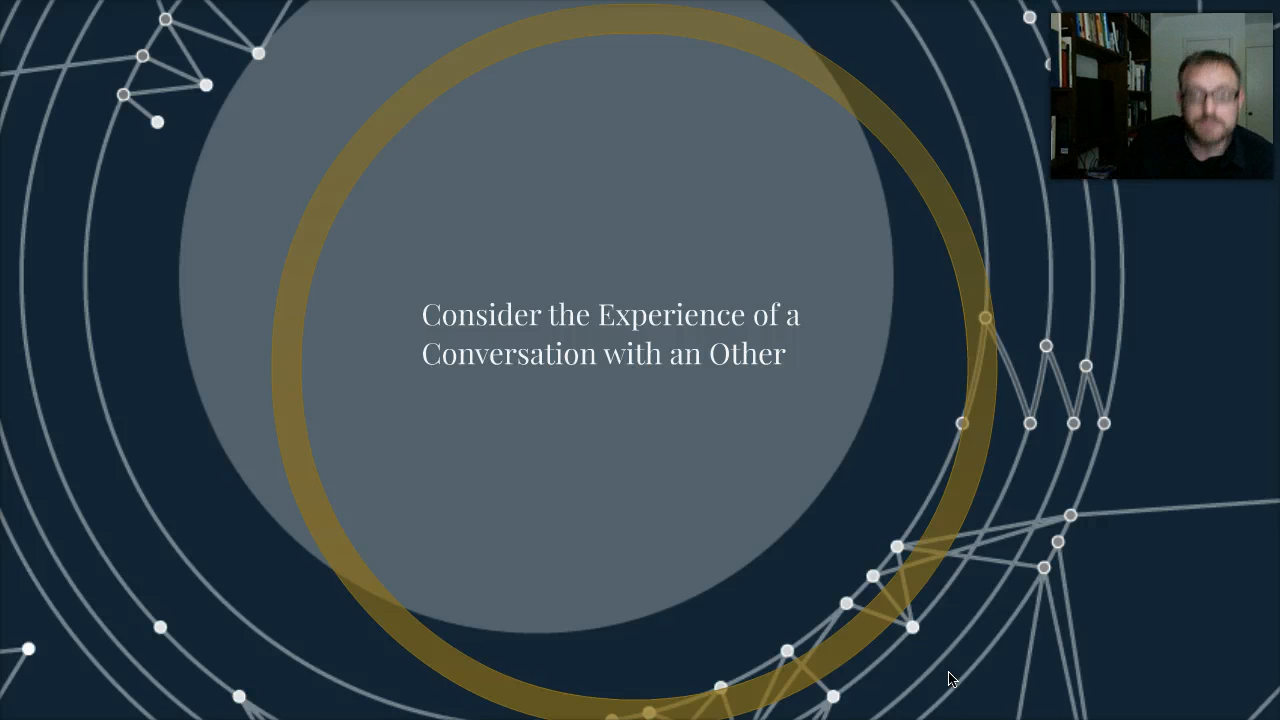 Consider the Experience of a
Conversation with an Other